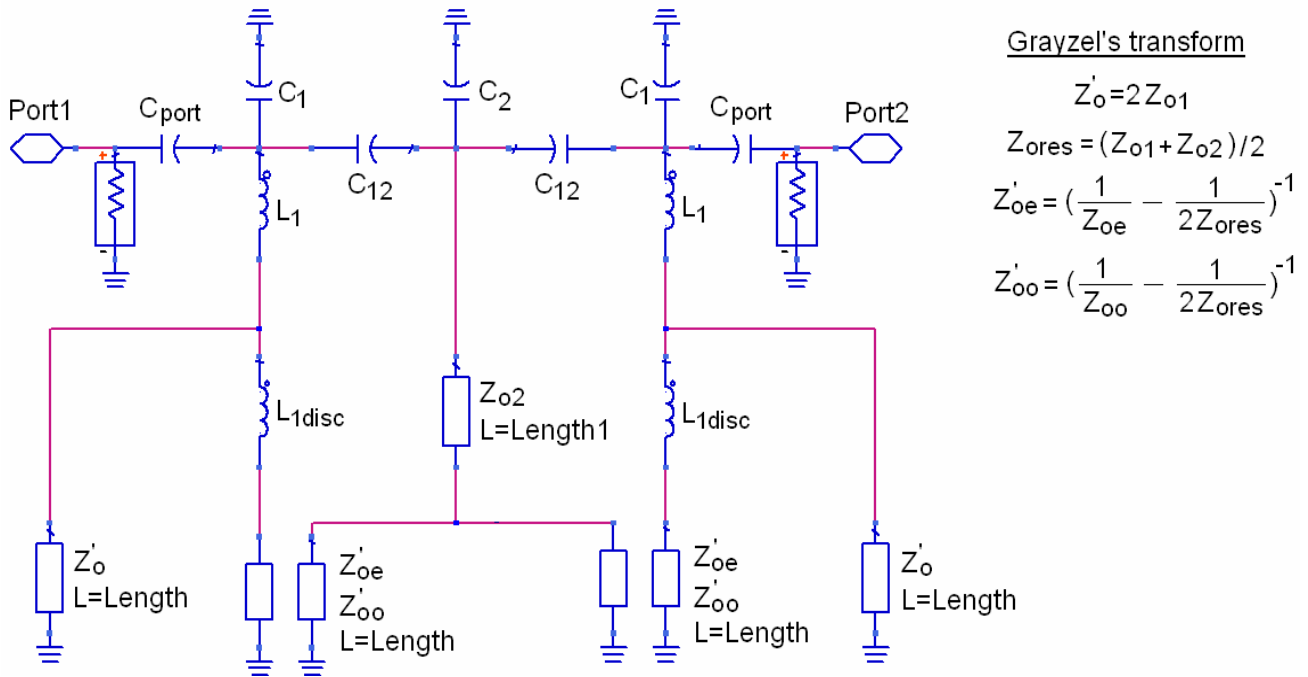 Grayzel's transform
Z'o=2Zo1
Zores=(Zo1+Zo2)/2
Z'oe=(1/Zoe - 1/2Zores)-1
Z'oo=(1/Zoo - 1/2Zores)-1
Port1
Cport
C1
C2
C1
Cport
Port2
C12
C12
L1
L1
+
-
+
-
L1disc
Zo2
L=Length1
L1disc
Z'o
L=Length
Z'oe
Z'oo
L=Length
Z'oe
Z'oo
L=Length
Z'o
L=Length